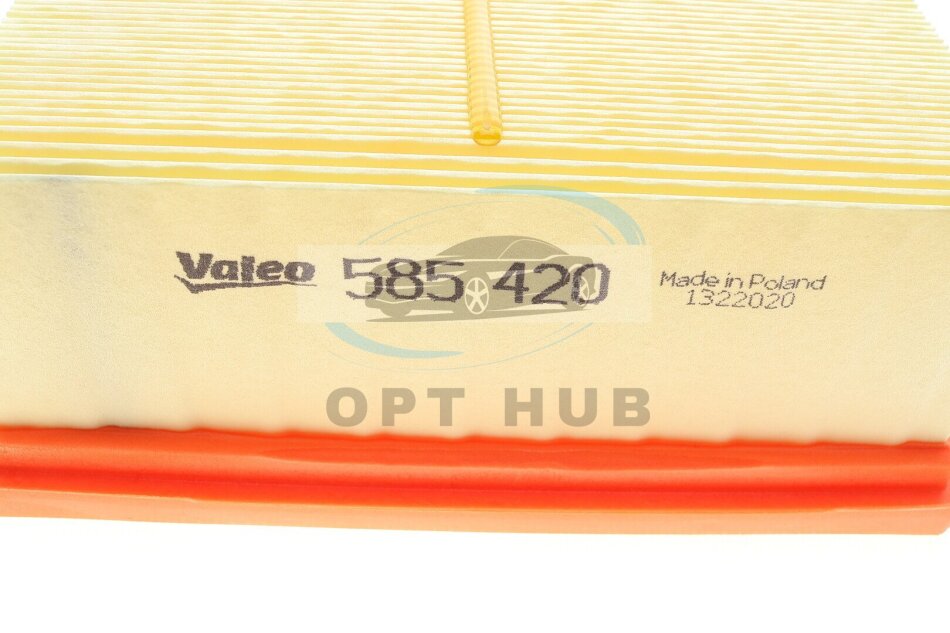 Valeo 585 420
Made in Poland
1322020
OPT HUB